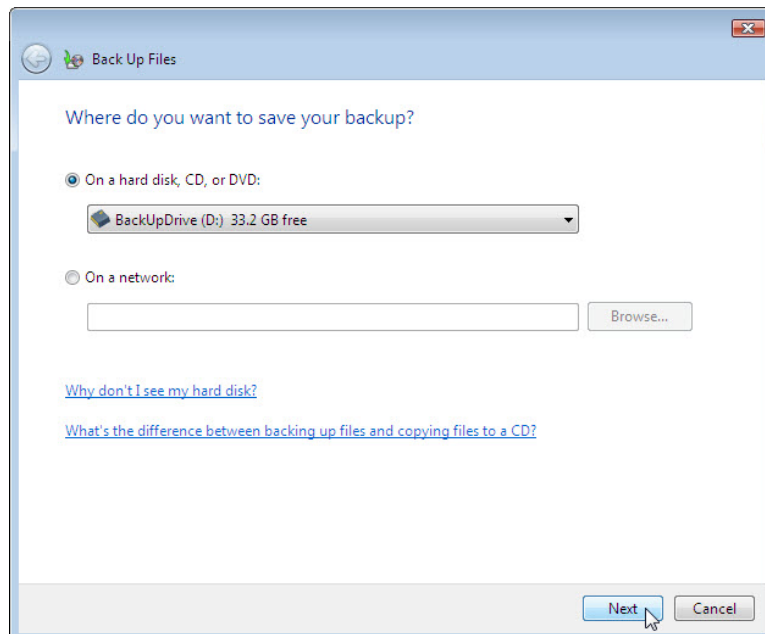 Back Up Files
Where do you want to save your backup?
On a hard disk, CD, or DVD:
BackUpDrive (D:) 33.2 GB free
On a network:
Browse...
Why don't I see my hard disk?
What's the difference between backing up files and copying files to a CD?
Next Cancel